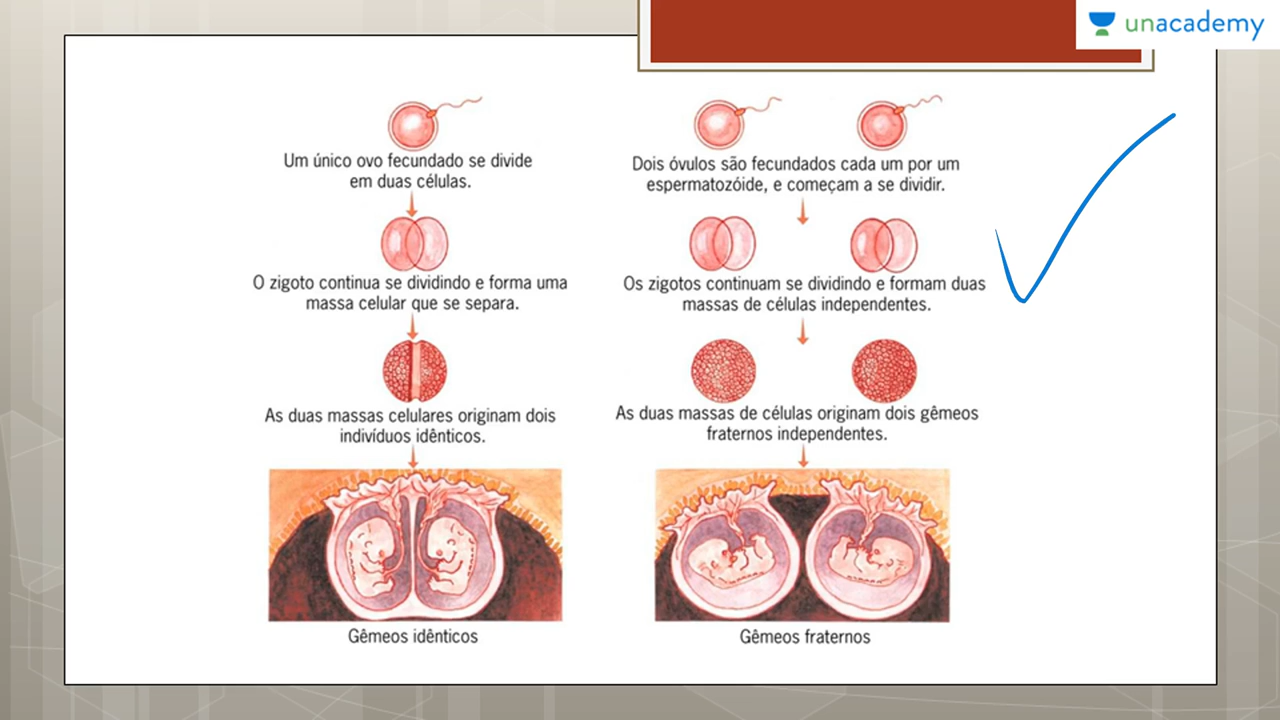 unacademy
Um único ovo fecundado se divide
em duas células.
O zigoto continua se dividindo e forma uma
massa celular que se separa.
As duas massas celulares originam dois
indivíduos idênticos.
Gêmeos idênticos
Dois óvulos são fecundados cada um por um
espermatozóide, e começam a se dividir.
Os zigotos continuam se dividindo e formam duas
massas de células independentes.
As duas massas de células originam dois gêmeos
fraternos independentes.
Gêmeos fraternos